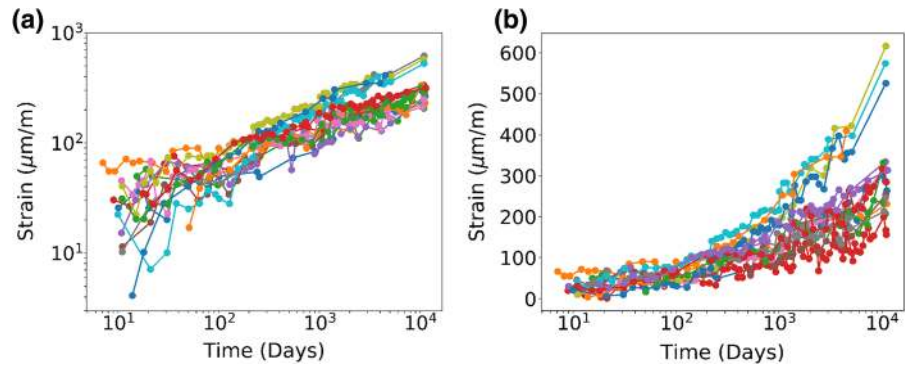 (a)
10³
10²
10¹
Strain (μm/m)
10¹ 10² 10³ 10⁴
Time (Days)
(b)
600
500
400
300
200
100
0
Strain (μm/m)
10¹ 10² 10³ 10⁴
Time (Days)